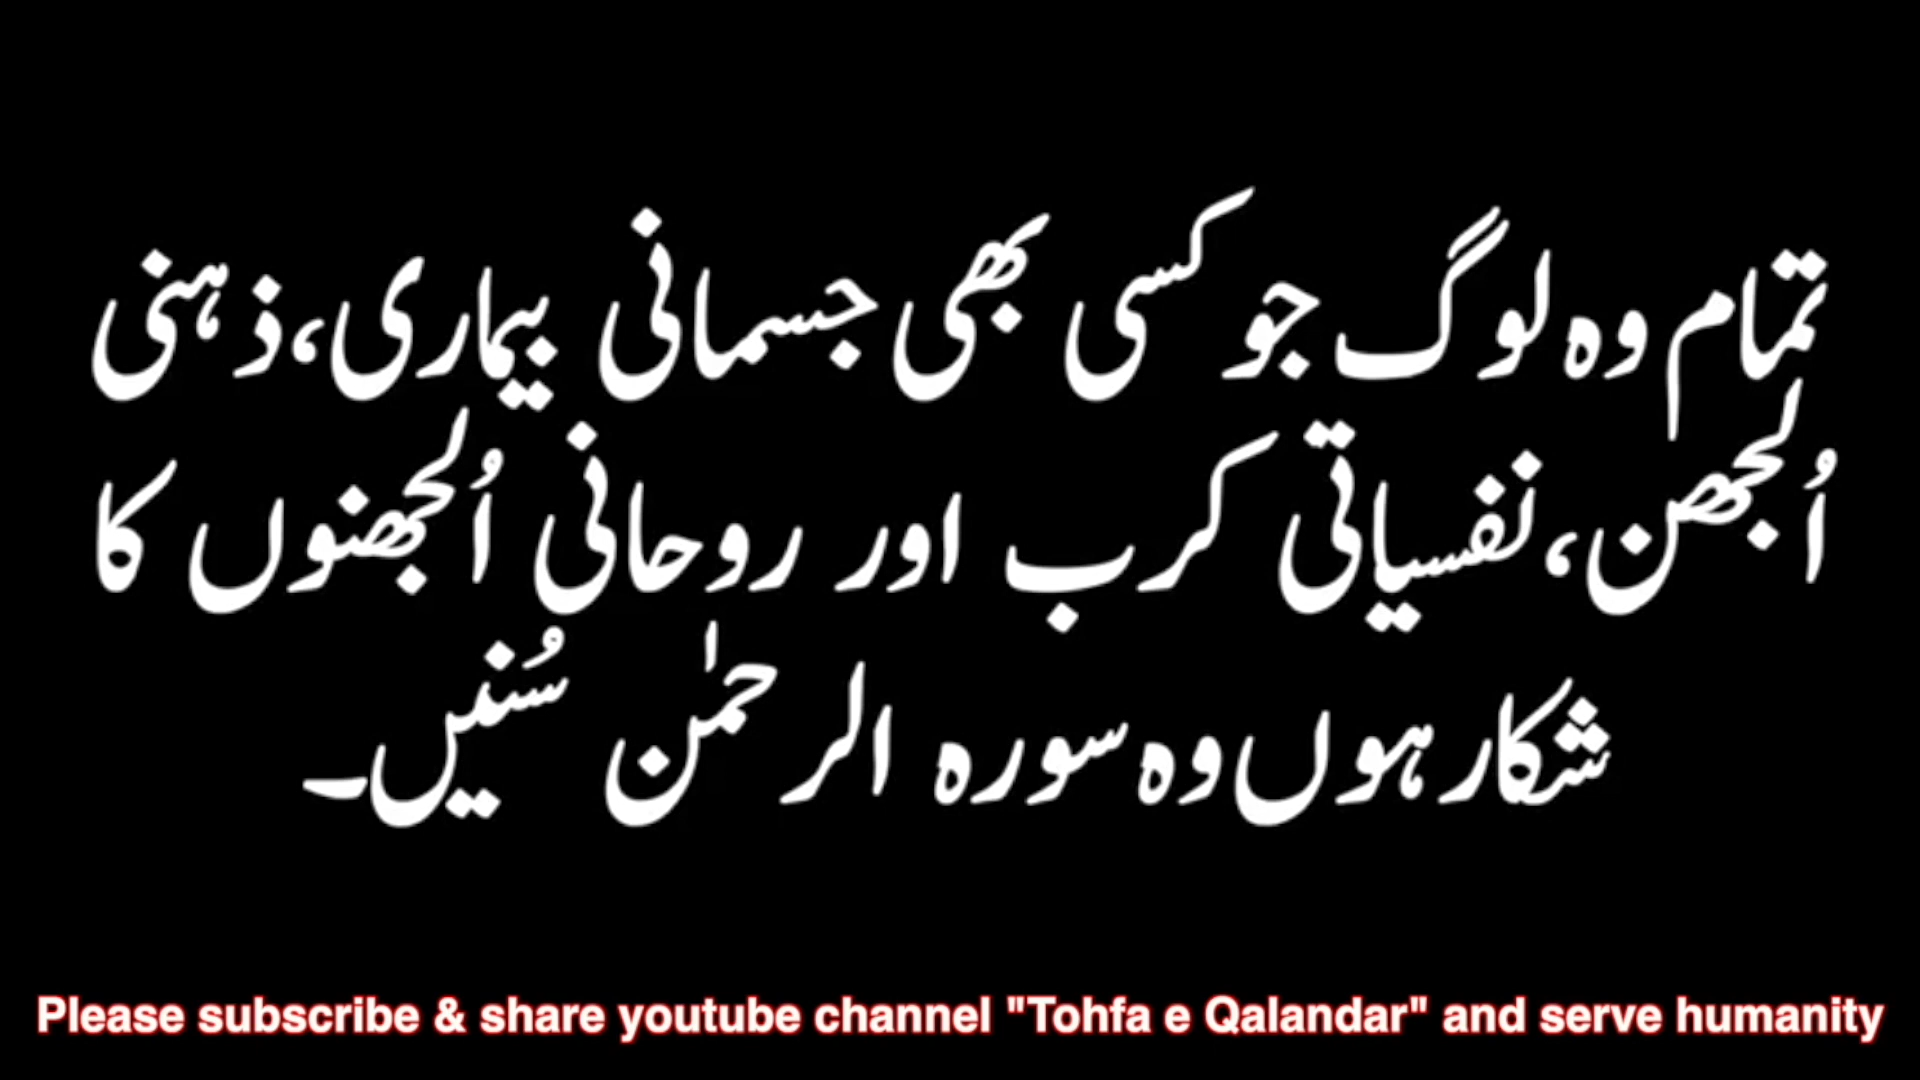 تمام وہ لوگ جو کسی بھی جسمانی بیماری، ذہنی
اُلجھن، نفسیاتی کرب اور روحانی اُلجھنوں کا
شکار ہوں وہ سورہ الرحمٰن سُنیں۔
Please subscribe & share youtube channel "Tohfa e Qalandar" and serve humanity